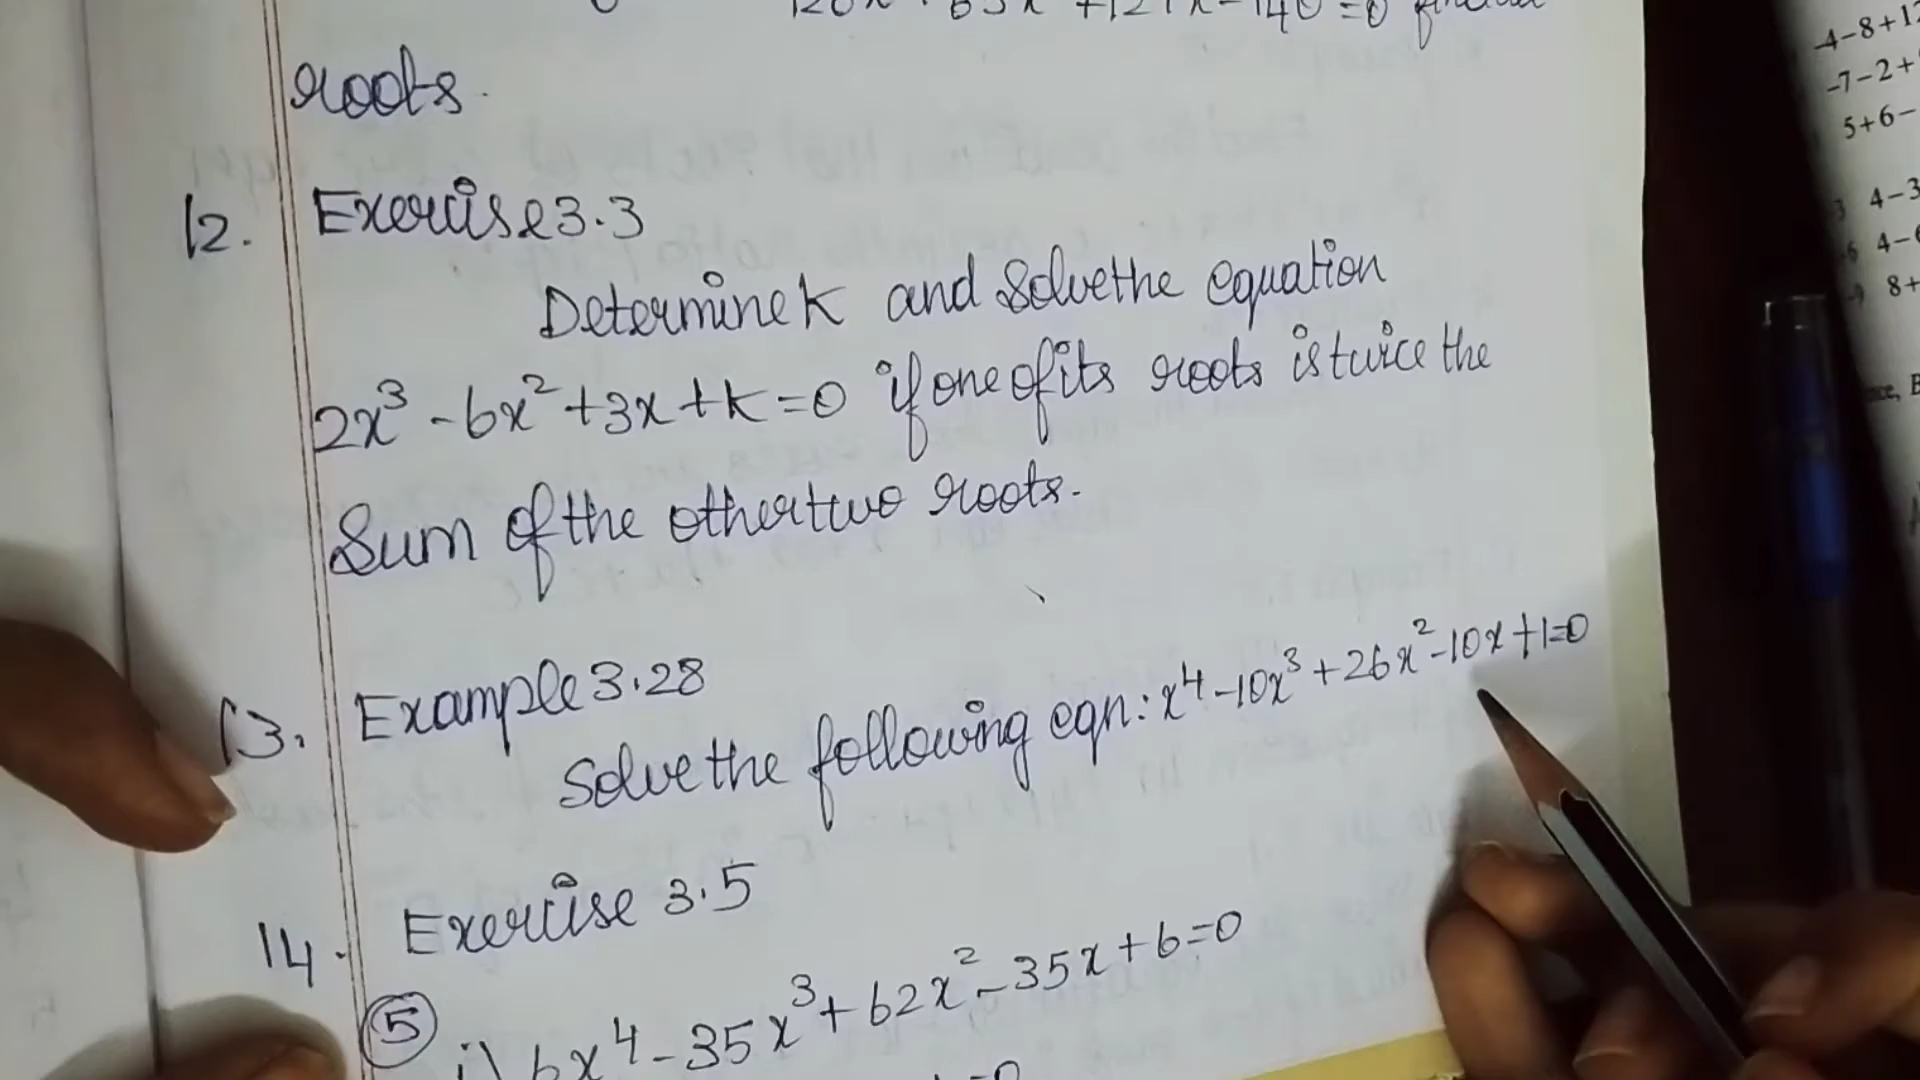 roots.
12. Exercise 3.3
Determine k and Solve the equation
2x³ - 6x² + 3x + k = 0 if one of its roots is twice the
Sum of the other two roots.
13. Example 3.28
Solve the following eqn: x⁴ - 10x³ + 26x² - 10x + 1 = 0
14. Exercise 3.5
⑤ i) 6x⁴ - 35x³ + 62x² - 35x + 6 = 0
-4-8+1
-7-2+
5+6-
4-3
4-6
8+